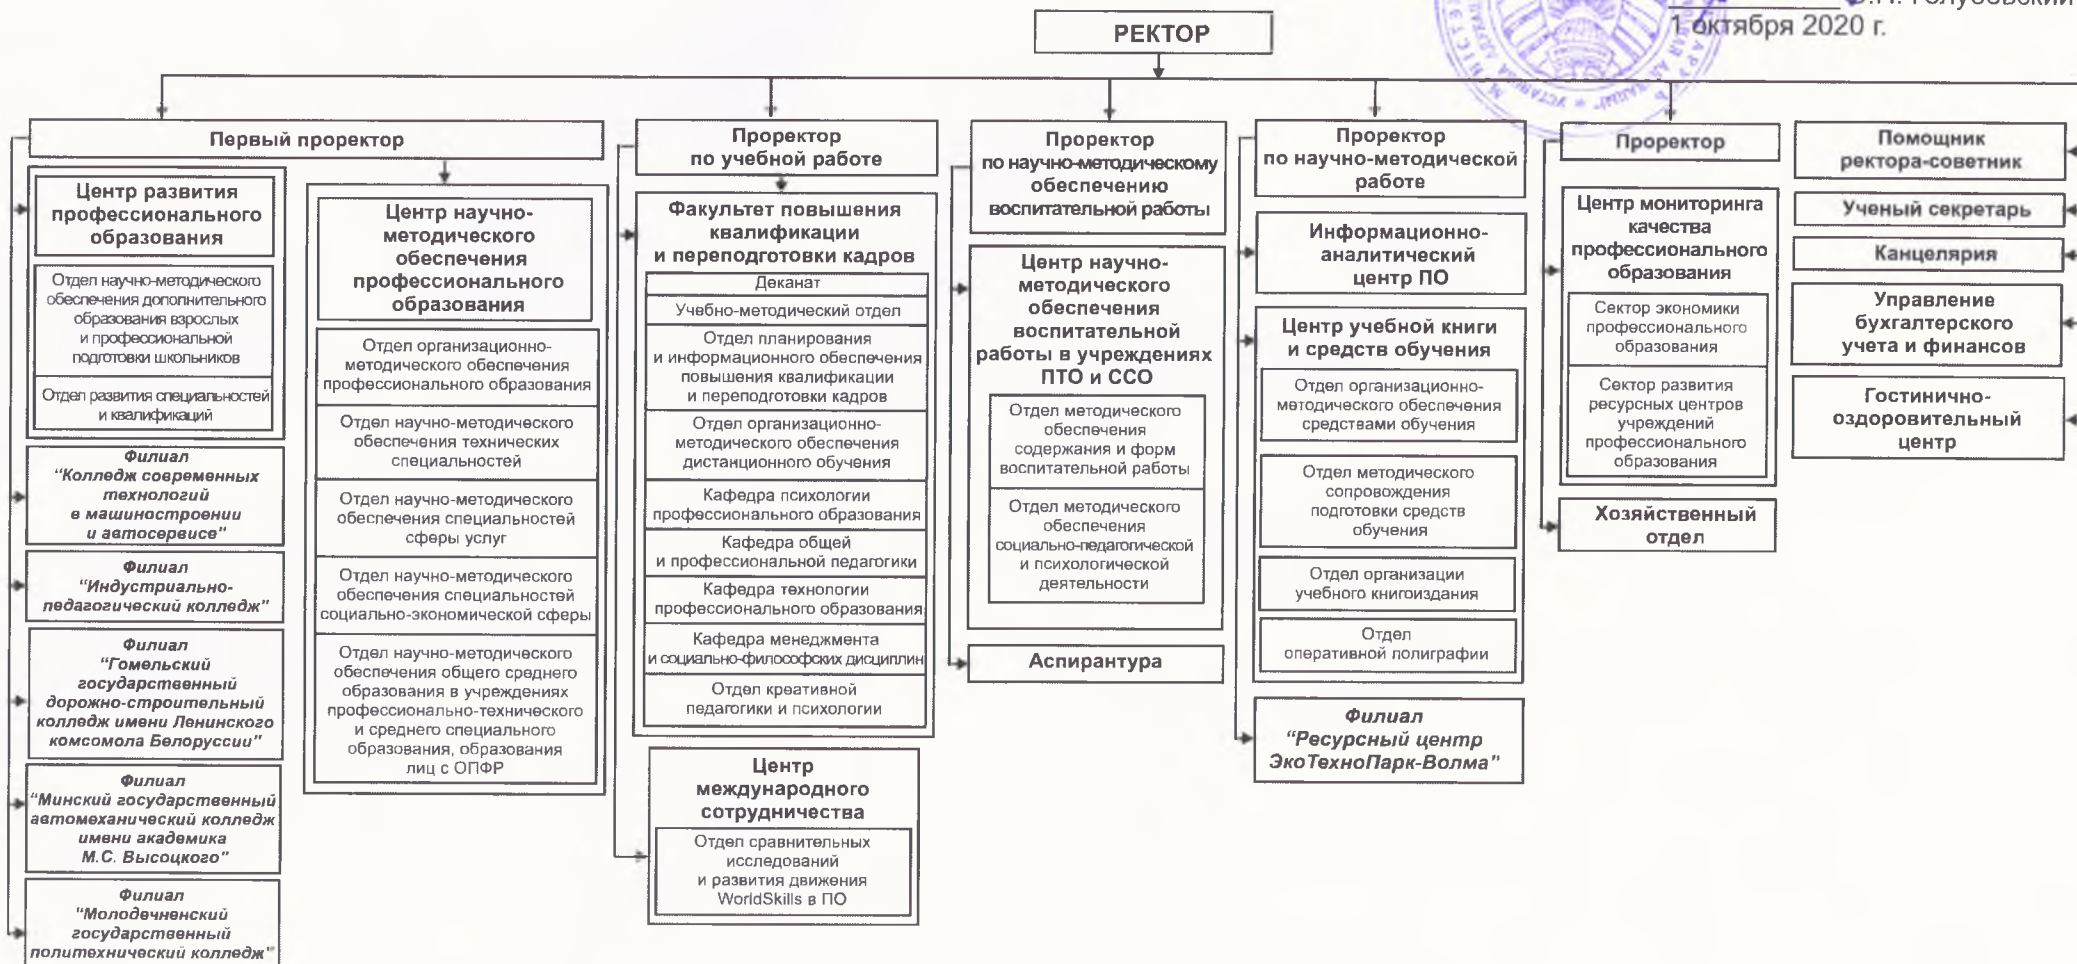 РЕКТОР
1 октября 2020 г.
Первый проректор
Центр развития
профессионального
образования
Отдел научно-методического
обеспечения дополнительного
образования взрослых
и профессиональной
подготовки школьников
Отдел развития специальностей
и квалификаций
Филиал
“Колледж современных
технологий
в машиностроении
и автосервисе”
Филиал
“Индустриально-
педагогический колледж”
Филиал
“Гомельский
государственный
дорожно-строительный
колледж имени Ленинского
комсомола Белоруссии”
Филиал
“Минский государственный
автомеханический колледж
имени академика
М.С. Высоцкого”
Филиал
“Молодечненский
государственный
политехнический колледж”
Центр научно-
методического
обеспечения
профессионального
образования
Отдел организационно-
методического обеспечения
профессионального образования
Отдел научно-методического
обеспечения технических
специальностей
Отдел научно-методического
обеспечения специальностей
сферы услуг
Отдел научно-методического
обеспечения специальностей
социально-экономической сферы
Отдел научно-методического
обеспечения общего среднего
образования в учреждениях
профессионально-технического
и среднего специального
образования, образования
лиц с ОПФР
Проректор
по учебной работе
Факультет повышения
квалификации
и переподготовки кадров
Деканат
Учебно-методический отдел
Отдел планирования
и информационного обеспечения
повышения квалификации
и переподготовки кадров
Отдел организационно-
методического обеспечения
дистанционного обучения
Кафедра психологии
профессионального образования
Кафедра общей
и профессиональной педагогики
Кафедра технологии
профессионального образования
Кафедра менеджмента
и социально-философских дисциплин
Отдел креативной
педагогики и психологии
Центр
международного
сотрудничества
Отдел сравнительных
исследований
и развития движения
WorldSkills в ПО
Проректор
по научно-методическому
обеспечению
воспитательной работы
Центр научно-
методического
обеспечения
воспитательной
работы в учреждениях
ПТО и ССО
Отдел методического
обеспечения
содержания и форм
воспитательной работы
Отдел методического
обеспечения
социально-педагогической
и психологической
деятельности
Аспирантура
Проректор
по научно-методической
работе
Информационно-
аналитический
центр ПО
Центр учебной книги
и средств обучения
Отдел организационно-
методического обеспечения
средствами обучения
Отдел методического
сопровождения
подготовки средств
обучения
Отдел организации
учебного книгоиздания
Отдел
оперативной полиграфии
Филиал
“Ресурсный центр
ЭкоТехноПарк-Волма”
Проректор
Центр мониторинга
качества
профессионального
образования
Сектор экономики
профессионального
образования
Сектор развития
ресурсных центров
учреждений
профессионального
образования
Хозяйственный
отдел
Помощник
ректора-советник
Ученый секретарь
Канцелярия
Управление
бухгалтерского
учета и финансов
Гостинично-
оздоровительный
центр